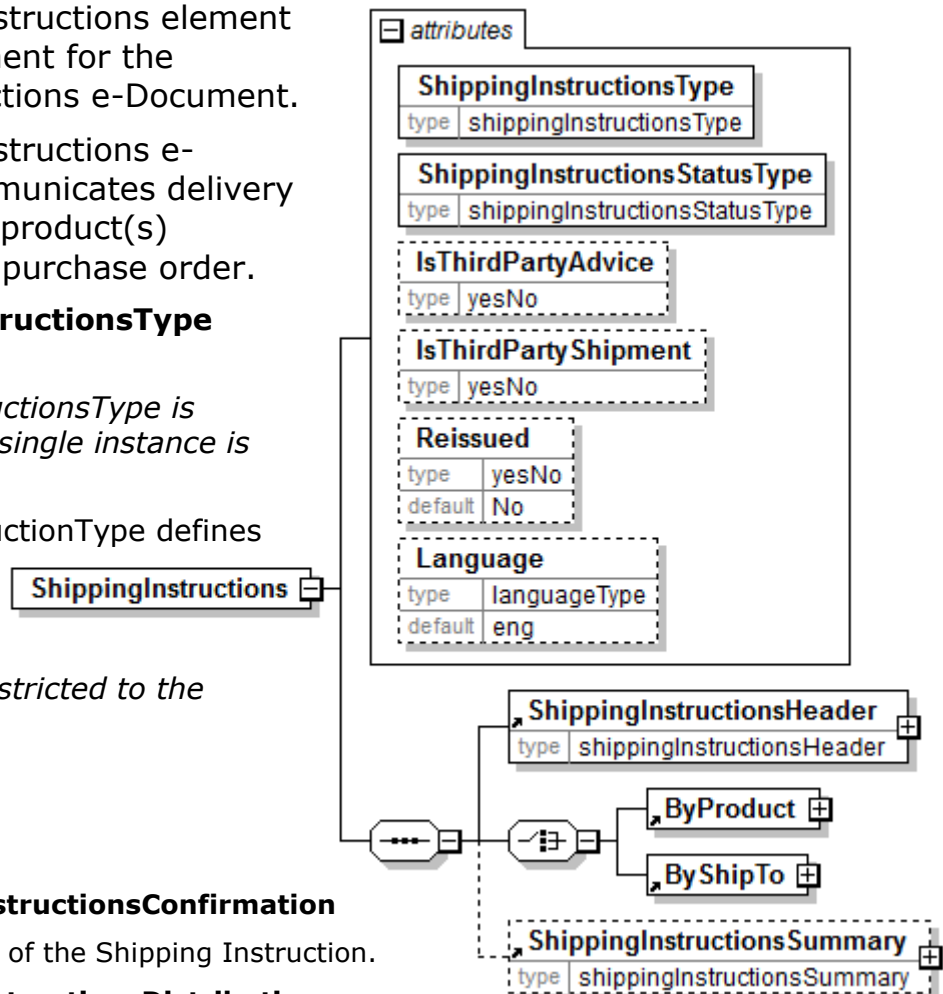 structions element
ment for the
ctions e-Document.
structions e-
municates delivery
product(s)
purchase order.
ructionsType
uctionsType is
single instance is
uctionType defines
stricted to the
structionsConfirmation
of the Shipping Instruction.
attributes
ShippingInstructionsType
type shippingInstructionsType
ShippingInstructionsStatusType
type shippingInstructionsStatusType
IsThirdPartyAdvice
type yesNo
IsThirdPartyShipment
type yesNo
Reissued
type yesNo
default No
Language
type languageType
default eng
ShippingInstructions
ShippingInstructionsHeader
type shippingInstructionsHeader
ByProduct
ByShipTo
ShippingInstructionsSummary
type shippingInstructionsSummary